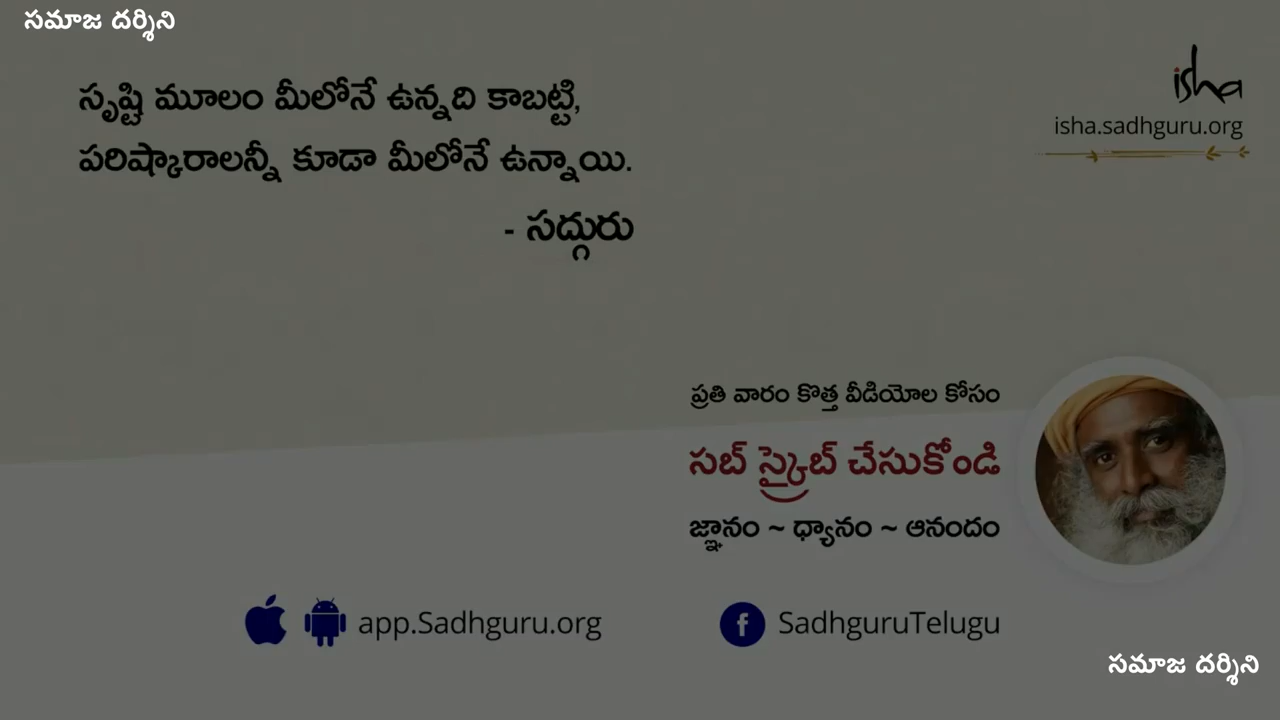 సమాజ దర్శిని
సృష్టి మూలం మీలోనే ఉన్నది కాబట్టి,
పరిష్కారాలన్నీ కూడా మీలోనే ఉన్నాయి.
- సద్గురు
isha
isha.sadhguru.org
ప్రతి వారం కొత్త వీడియోల కోసం
సబ్ స్క్రైబ్ చేసుకోండి
జ్ఞానం ~ ధ్యానం ~ ఆనందం
app.Sadhguru.org
f SadhguruTelugu
సమాజ దర్శిని